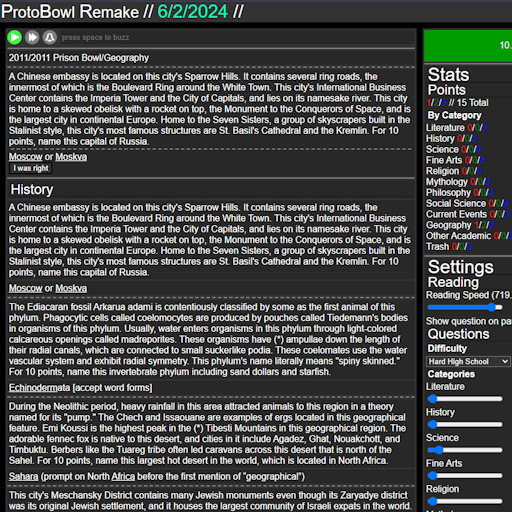 ProtoBowl Remake // 6/2/2024 //
press space to buzz
10.
2011/2011 Prison Bowl/Geography
A Chinese embassy is located on this city's Sparrow Hills. It contains several ring roads, the
innermost of which is the Boulevard Ring around the White Town. This city's International Business
Center contains the Imperia Tower and the City of Capitals, and lies on its namesake river. This city
is home to a skewed obelisk with a rocket on top, the Monument to the Conquerors of Space, and is
the largest city in continental Europe. Home to the Seven Sisters, a group of skyscrapers built in the
Stalinist style, this city's most famous structures are St. Basil's Cathedral and the Kremlin. For 10
points, name this capital of Russia.
Moscow or Moskva
I was right
History
A Chinese embassy is located on this city's Sparrow Hills. It contains several ring roads, the
innermost of which is the Boulevard Ring around the White Town. This city's International Business
Center contains the Imperia Tower and the City of Capitals, and lies on its namesake river. This city
is home to a skewed obelisk with a rocket on top, the Monument to the Conquerors of Space, and is
the largest city in continental Europe. Home to the Seven Sisters, a group of skyscrapers built in the
Stalinist style, this city's most famous structures are St. Basil's Cathedral and the Kremlin. For 10
points, name this capital of Russia.
Moscow or Moskva
The Ediacaran fossil Arkarua adami is contentiously classified by some as the first animal of this
phylum. Phagocytic cells called coelomocytes are produced by pouches called Tiedemann's bodies
in organisms of this phylum. Usually, water enters organisms in this phylum through light-colored
calcareous openings called madreporites. These organisms have (*) ampullae down the length of
their radial canals, which are connected to small suckerlike podia. These coelomates use the water
vascular system and exhibit radial symmetry. This phylum's name literally means "spiny skinned."
For 10 points, name this invertebrate phylum including sand dollars and starfish.
Echinodermata [accept word forms]
During the Neolithic period, heavy rainfall in this area attracted animals to this region in a theory
named for its "pump." The Chech and Issaouane are examples of ergs located in this geographical
feature. Emi Koussi is the highest peak in the (*) Tibesti Mountains in this geographical region. The
adorable fennec fox is native to this desert, and cities in it include Agadez, Ghat, Nouakchott, and
Timbuktu. Berbers like the Tuareg tribe often led caravans across this desert that is north of the
Sahel. For 10 points, name this largest hot desert in the world, which is located in North Africa.
Sahara (prompt on North Africa before the first mention of "geographical")
This city's Meschansky District contains many Jewish monuments even though its Zaryadye district
was its original Jewish settlement, and it houses the largest community of Israeli expats in the world.
Stats
Points
// 15 Total
By Category
Literature
History
Science
Fine Arts
Religion
Mythology
Philosophy
Social Science
Current Events
Geography
Other Academic
Trash
Settings
Reading
Reading Speed (719.
Show question on pa
Questions
Difficulty
Hard High School
Categories
Literature
History
Science
Fine Arts
Religion